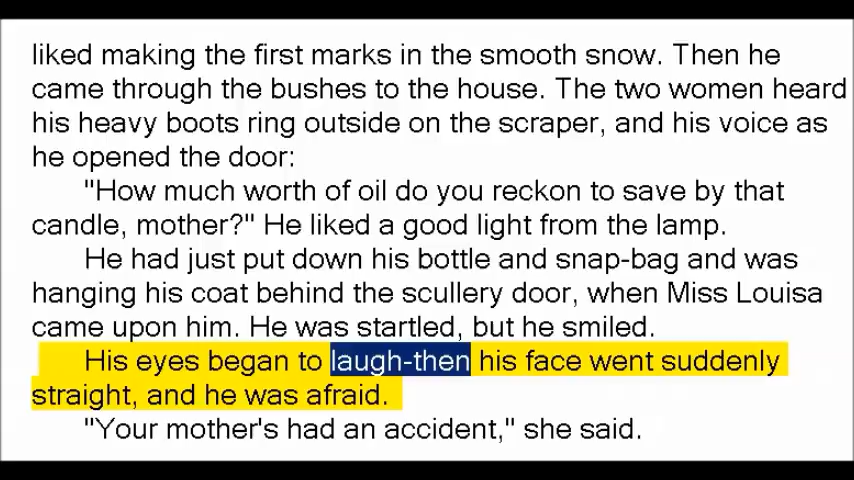 liked making the first marks in the smooth snow. Then he
came through the bushes to the house. The two women heard
his heavy boots ring outside on the scraper, and his voice as
he opened the door:
"How much worth of oil do you reckon to save by that
candle, mother?" He liked a good light from the lamp.
He had just put down his bottle and snap-bag and was
hanging his coat behind the scullery door, when Miss Louisa
came upon him. He was startled, but he smiled.
His eyes began to laugh-then his face went suddenly
straight, and he was afraid.
"Your mother's had an accident," she said.